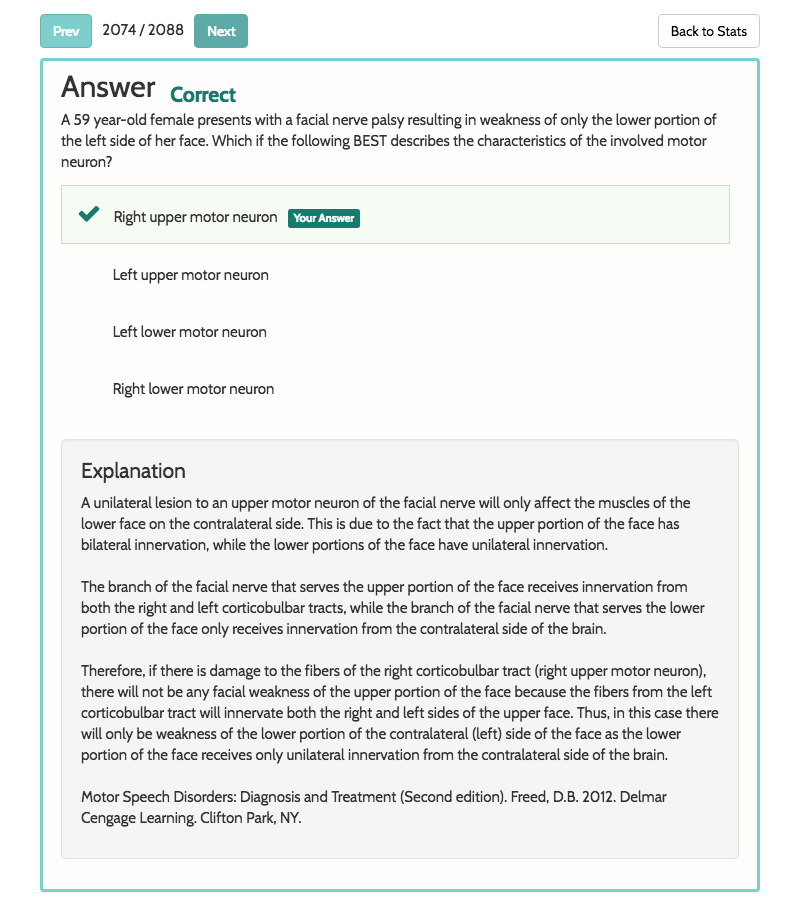 Prev 2074 / 2088 Next Back to Stats
Answer Correct
A 59 year-old female presents with a facial nerve palsy resulting in weakness of only the lower portion of
the left side of her face. Which if the following BEST describes the characteristics of the involved motor
neuron?
Right upper motor neuron Your Answer
Left upper motor neuron
Left lower motor neuron
Right lower motor neuron
Explanation
A unilateral lesion to an upper motor neuron of the facial nerve will only affect the muscles of the
lower face on the contralateral side. This is due to the fact that the upper portion of the face has
bilateral innervation, while the lower portions of the face have unilateral innervation.
The branch of the facial nerve that serves the upper portion of the face receives innervation from
both the right and left corticobulbar tracts, while the branch of the facial nerve that serves the lower
portion of the face only receives innervation from the contralateral side of the brain.
Therefore, if there is damage to the fibers of the right corticobulbar tract (right upper motor neuron),
there will not be any facial weakness of the upper portion of the face because the fibers from the left
corticobulbar tract will innervate both the right and left sides of the upper face. Thus, in this case there
will only be weakness of the lower portion of the contralateral (left) side of the face as the lower
portion of the face receives only unilateral innervation from the contralateral side of the brain.
Motor Speech Disorders: Diagnosis and Treatment (Second edition). Freed, D.B. 2012. Delmar
Cengage Learning. Clifton Park, NY.